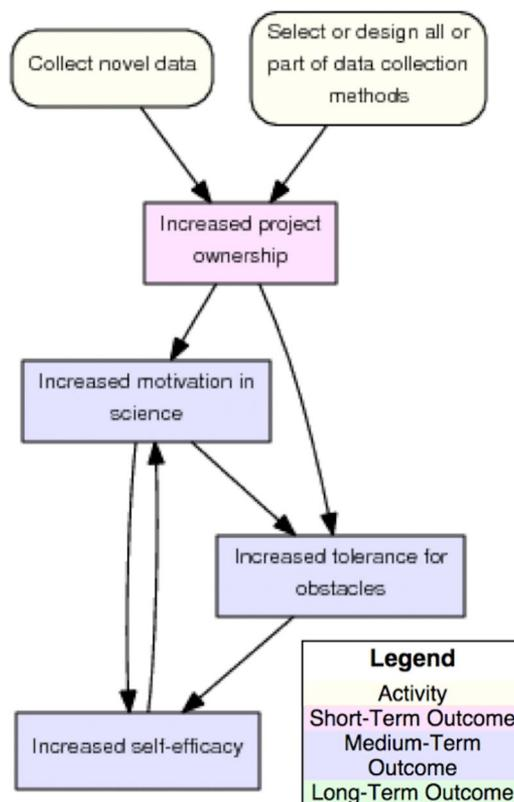 Collect novel data
Select or design all or
part of data collection
methods
Increased project
ownership
Increased motivation in
science
Increased tolerance for
obstacles
Increased self-efficacy
Legend
Activity
Short-Term Outcome
Medium-Term
Outcome
Long-Term Outcome